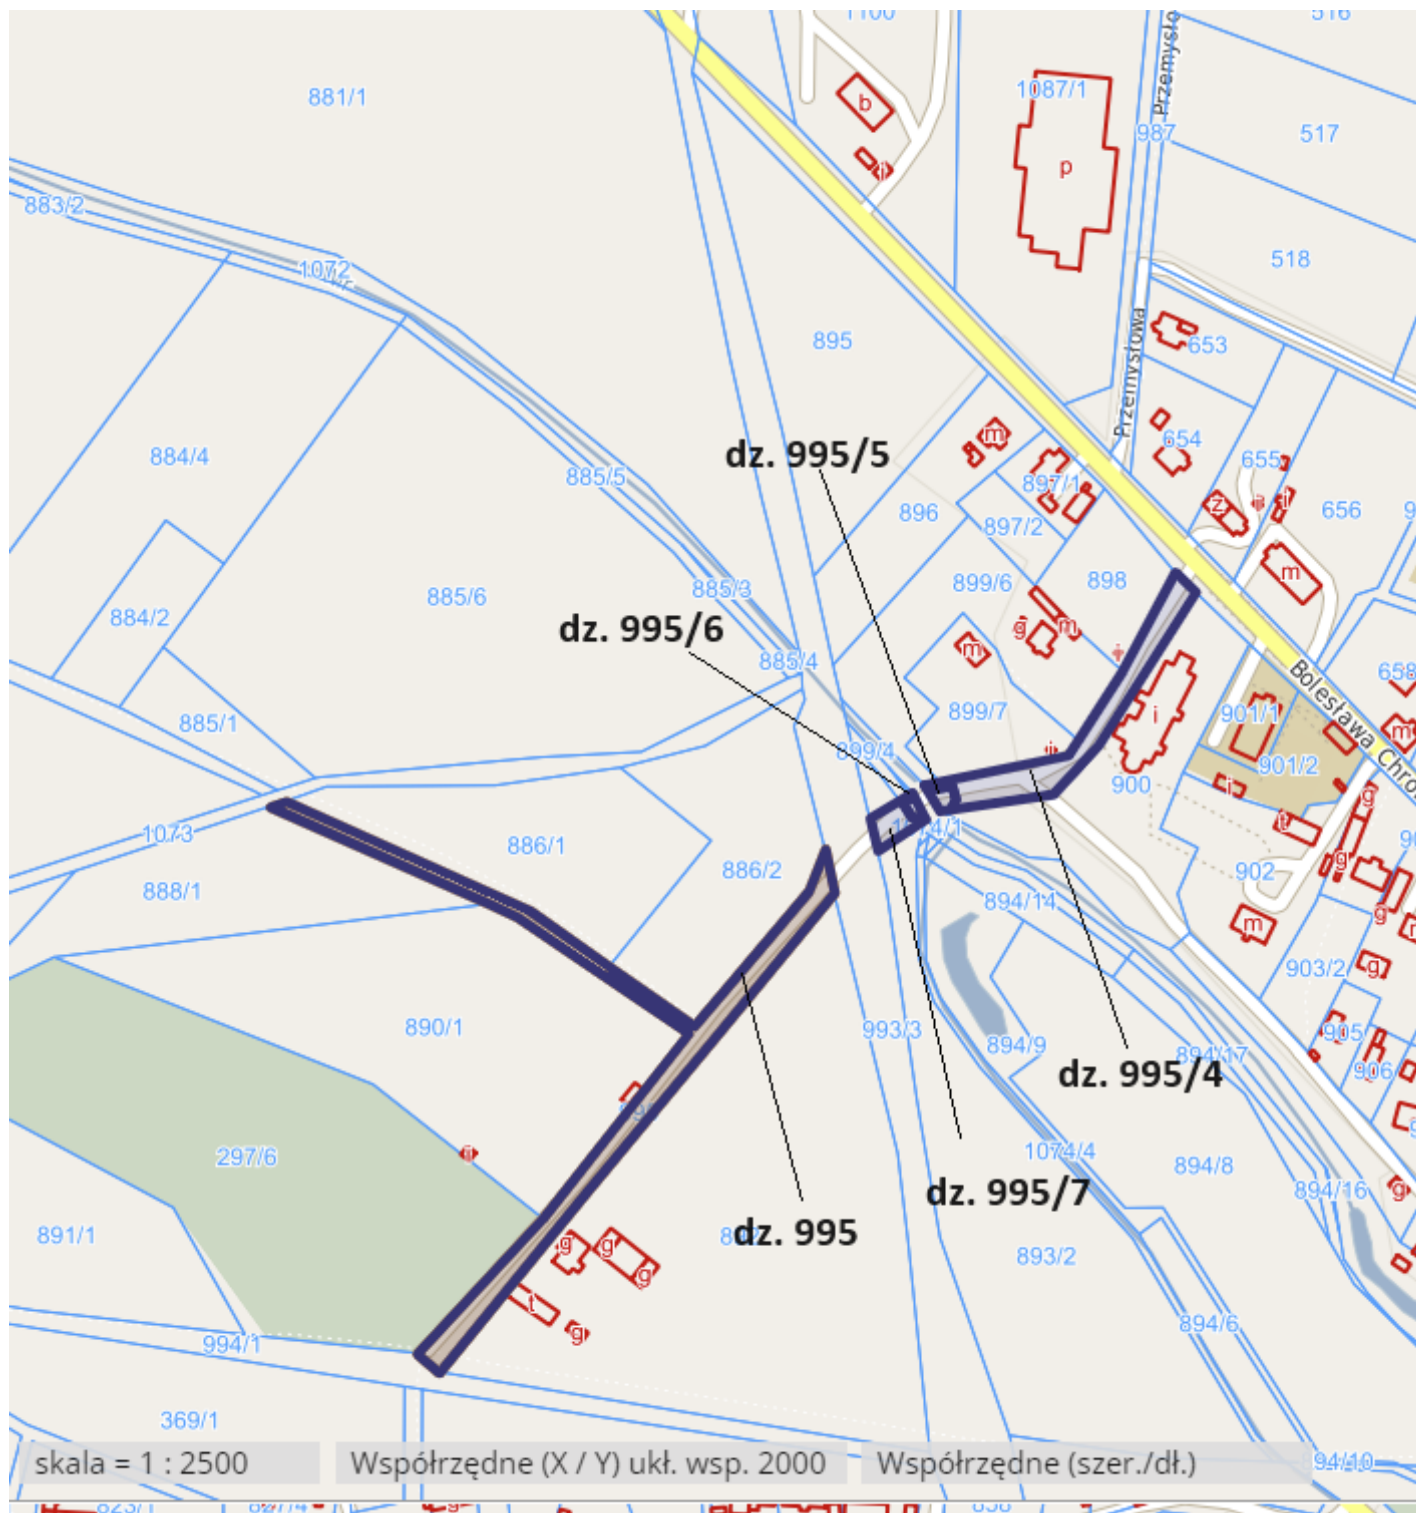 1100
516
881/1
1087/1
b
p
i
987
Przemysło
517
883/2
518
1072
895
Przemysłowa
653
m
654
dz. 995/5
884/4
885/5
897/1
655
z
i
656
896
897/2
m
885/3
899/6
898
885/6
884/2
dz. 995/6
g
m
m
885/4
658
885/1
899/7
i
901/1
Bolesława Chro
m
899/4
900
901/2
i
g
1073
886/1
t
g
886/2
902
888/1
894/14
g
m
903/2
g
890/1
993/3
894/9
894/17
905
dz. 995/4
906
297/6
1074/4
894/8
894/16
g
dz. 995/7
891/1
dz. 995
g
g
g
893/2
t
g
894/6
994/1
369/1
skala = 1 : 2500
Współrzędne (X / Y) ukł. wsp. 2000
Współrzędne (szer./dł.)
94/10